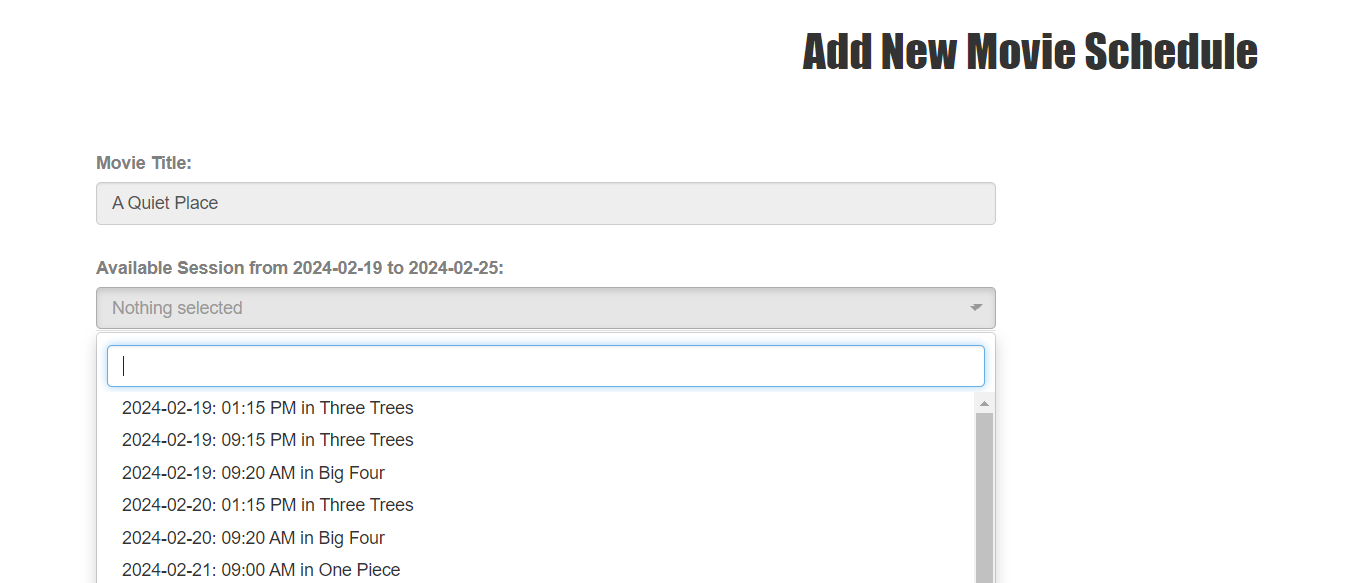 Add New Movie Schedule
Movie Title:
A Quiet Place
Available Session from 2024-02-19 to 2024-02-25:
Nothing selected
2024-02-19: 01:15 PM in Three Trees
2024-02-19: 09:15 PM in Three Trees
2024-02-19: 09:20 AM in Big Four
2024-02-20: 01:15 PM in Three Trees
2024-02-20: 09:20 AM in Big Four
2024-02-21: 09:00 AM in One Piece